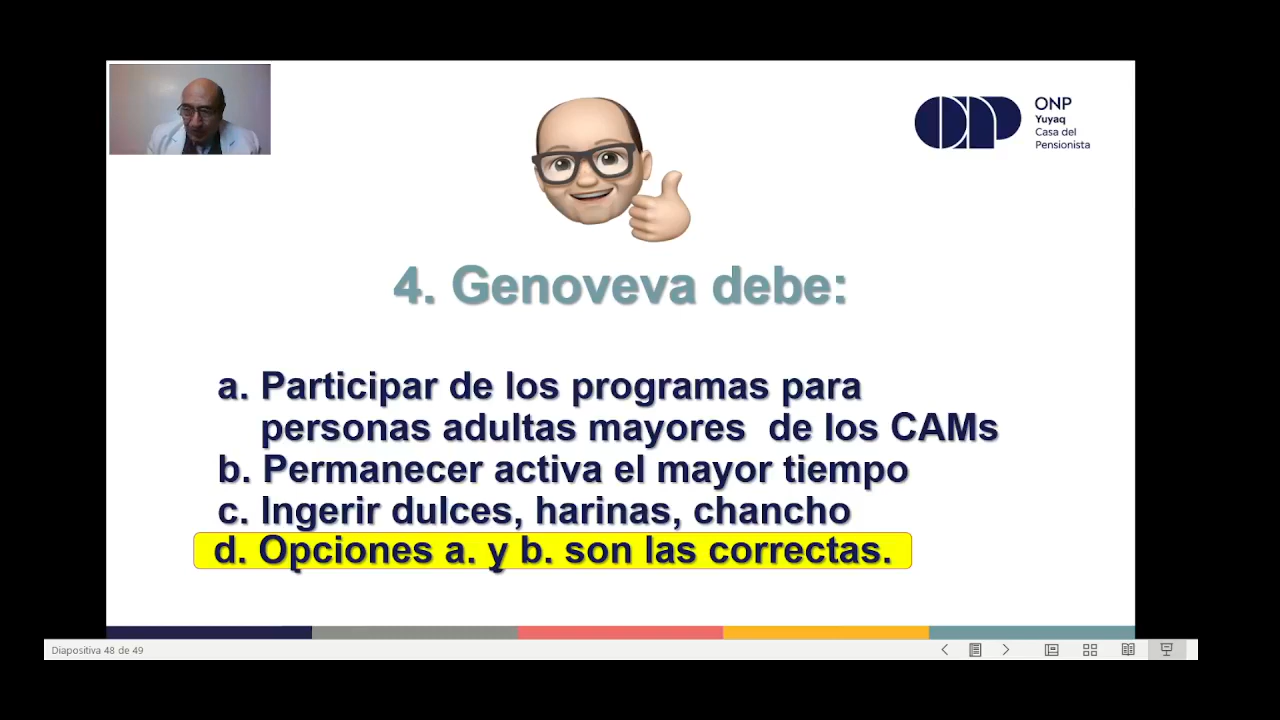 ONP
Yuyaq
Casa del
Pensionista
4. Genoveva debe:
a. Participar de los programas para
personas adultas mayores  de los CAMs
b. Permanecer activa el mayor tiempo
c. Ingerir dulces, harinas, chancho
d. Opciones a. y b. son las correctas.
Diapositiva 48 de 49